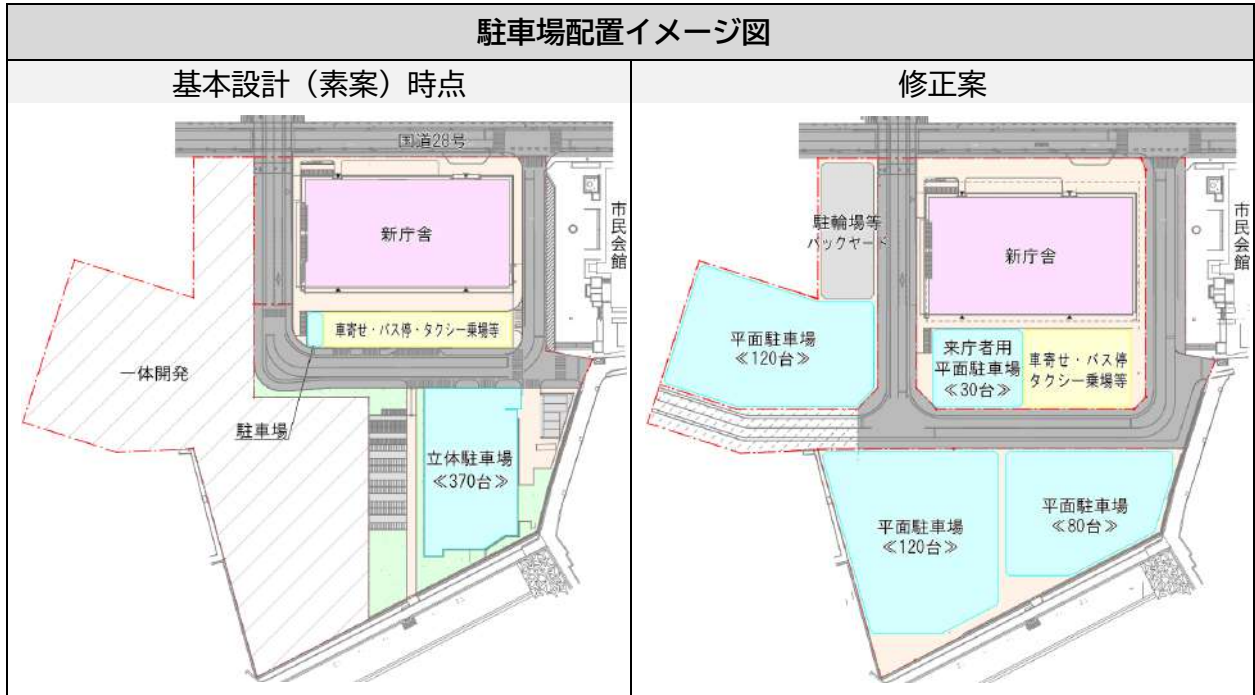 駐車場配置イメージ図
基本設計（素案）時点
修正案
国道28号
新庁舎
市民会館
車寄せ・バス停・タクシー乗場等
一体開発
駐車場
立体駐車場
≪370台≫
駐輪場等
バックヤード
新庁舎
市民会館
平面駐車場
≪120台≫
来庁者用
平面駐車場
≪30台≫
車寄せ・バス停
タクシー乗場等
平面駐車場
≪120台≫
平面駐車場
≪80台≫